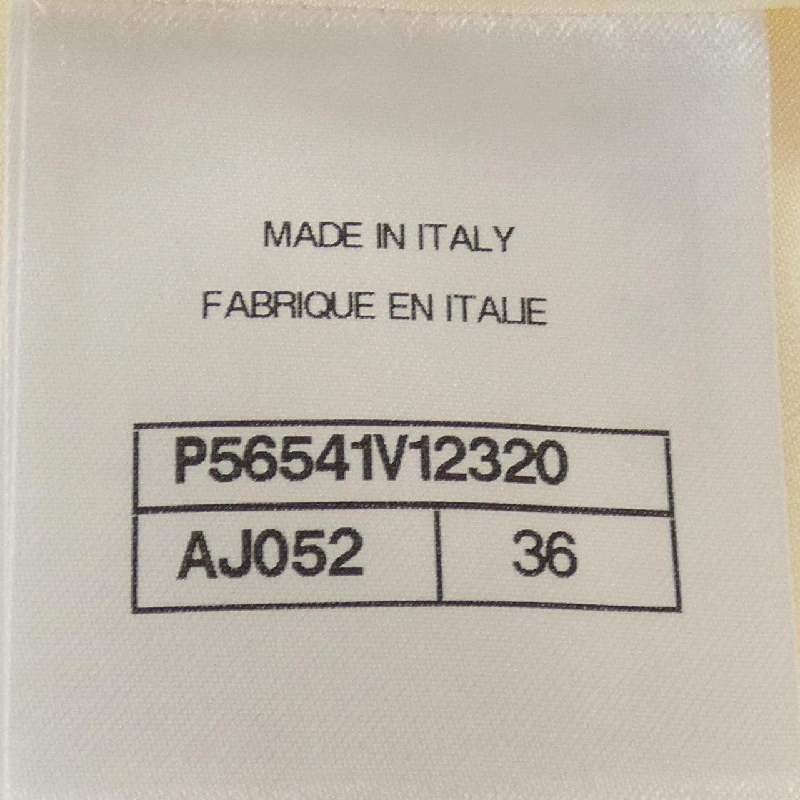 MADE IN ITALY
FABRIQUE EN ITALIE
P56541V12320
AJ052 36